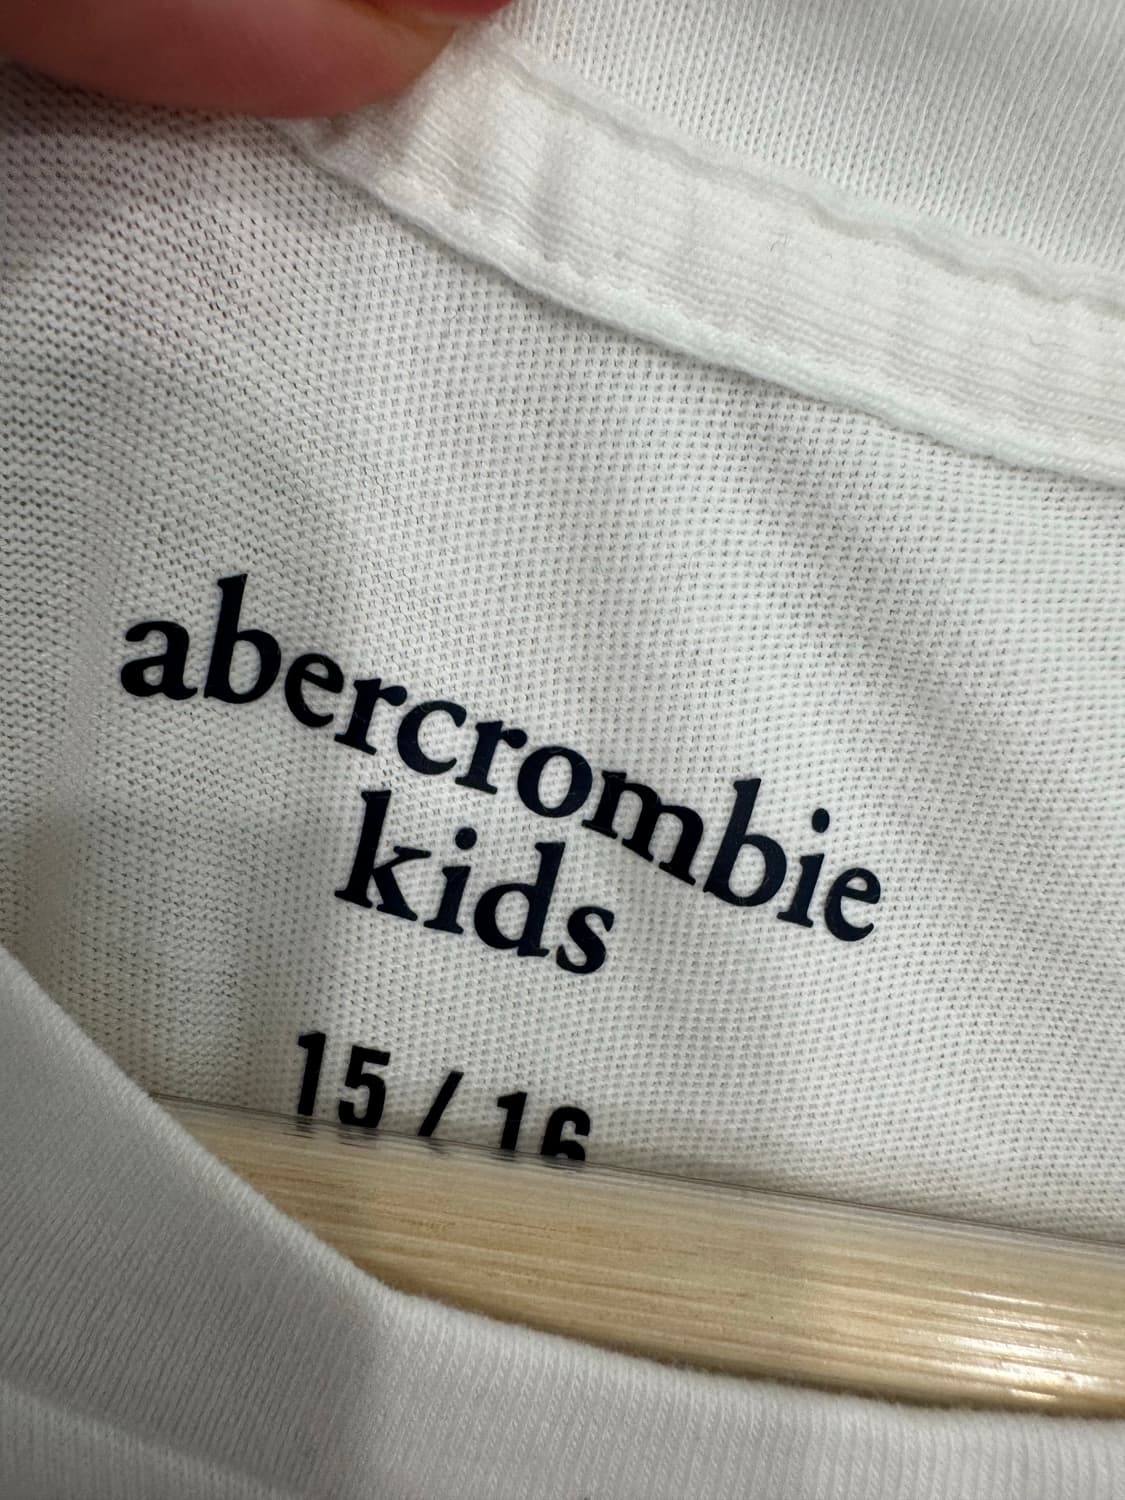 abercrombie
kids
15 / 16